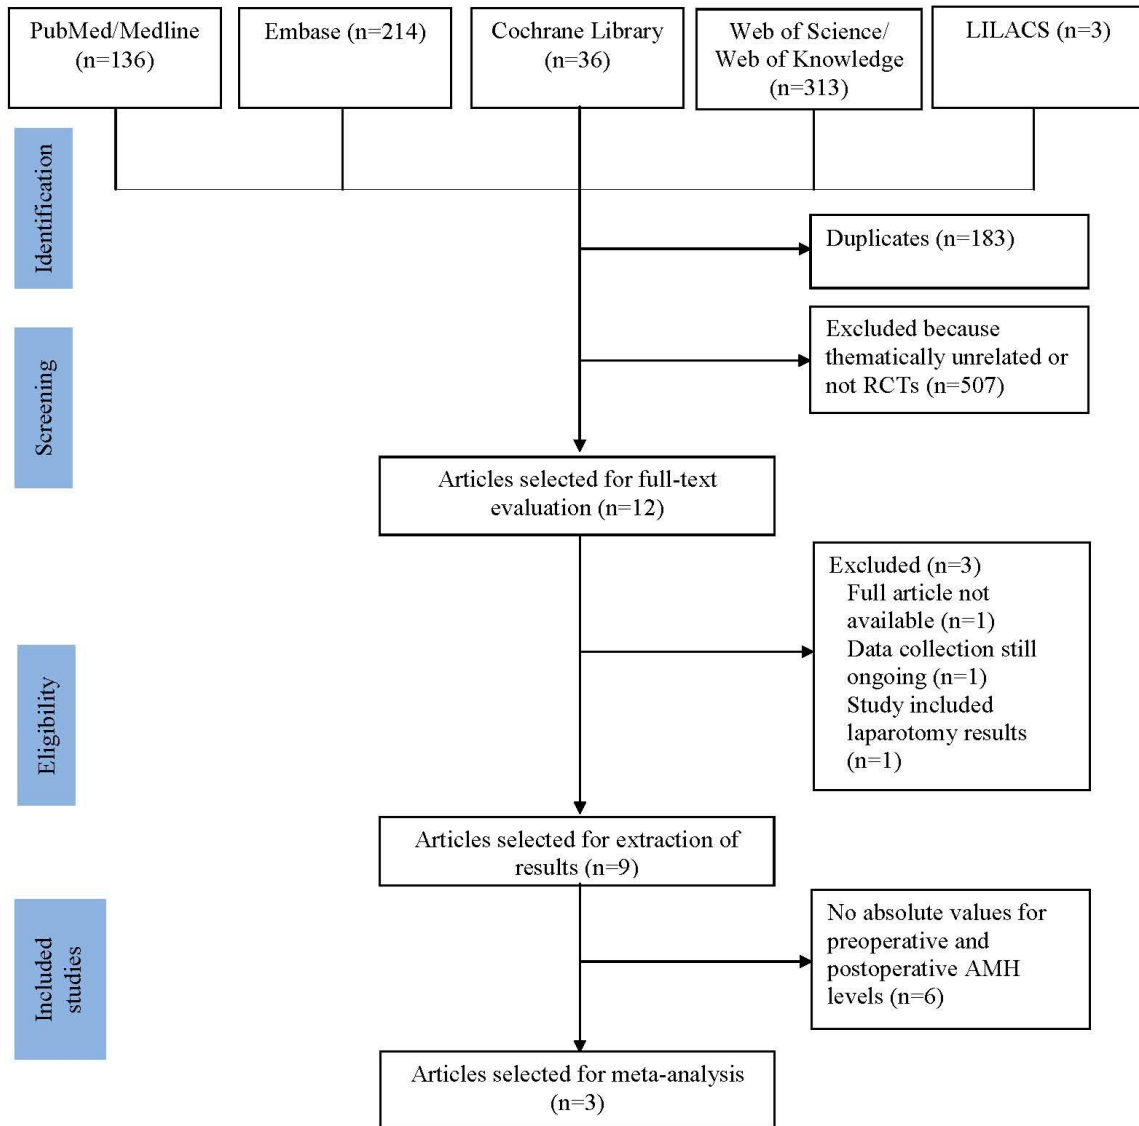 PubMed/Medline
(n=136)
Embase (n=214)
Cochrane Library
(n=36)
Web of Science/
Web of Knowledge
(n=313)
LILACS (n=3)
Identification
Duplicates (n=183)
Screening
Excluded because
thematically unrelated or
not RCTs (n=507)
Articles selected for full-text
evaluation (n=12)
Eligibility
Excluded (n=3)
Full article not
available (n=1)
Data collection still
ongoing (n=1)
Study included
laparotomy results
(n=1)
Articles selected for extraction of
results (n=9)
Included
studies
No absolute values for
preoperative and
postoperative AMH
levels (n=6)
Articles selected for meta-analysis
(n=3)